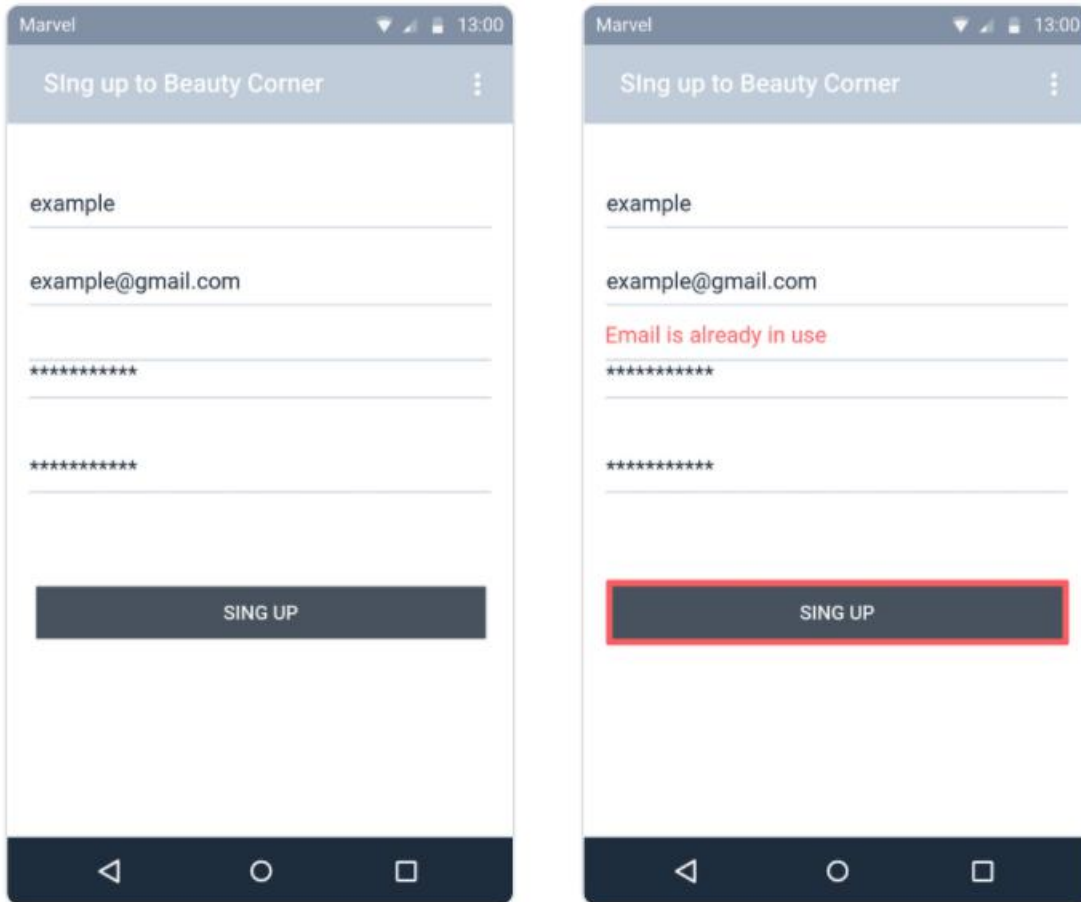 Marvel 13:00
SIng up to Beauty Corner
example
example@gmail.com
***********
***********
SING UP
Marvel 13:00
SIng up to Beauty Corner
example
example@gmail.com
Email is already in use
***********
***********
SING UP